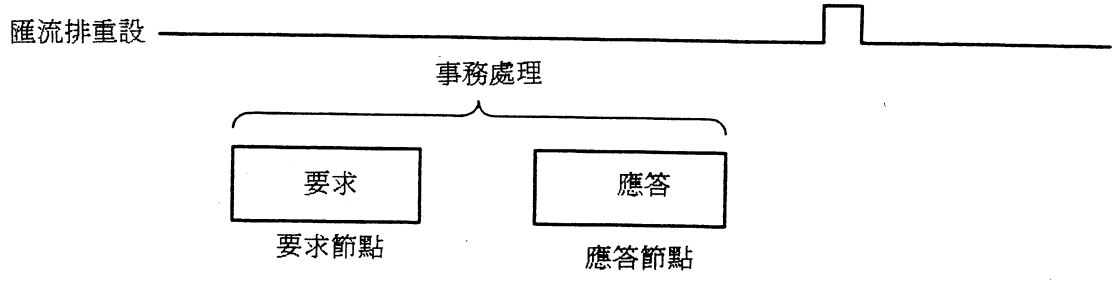 匯流排重設
事務處理
要求
應答
要求節點
應答節點